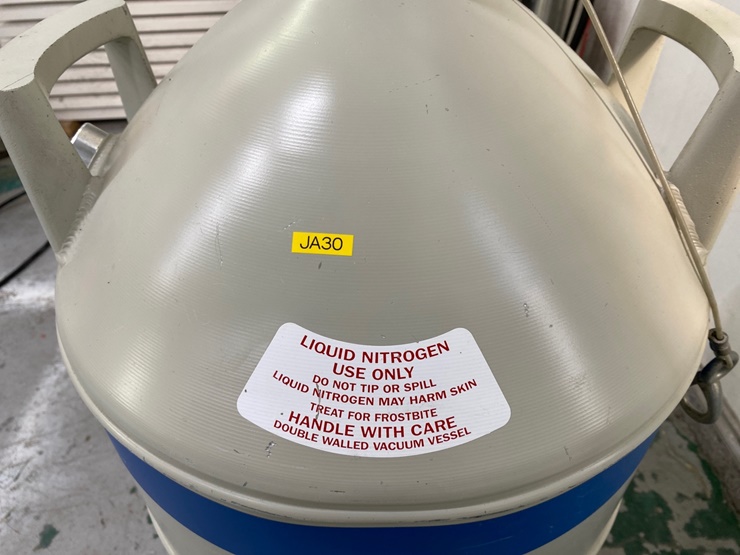 JA30
LIQUID NITROGEN
USE ONLY
DO NOT TIP OR SPILL
LIQUID NITROGEN MAY HARM SKIN
TREAT FOR FROSTBITE
HANDLE WITH CARE
DOUBLE WALLED VACUUM VESSEL